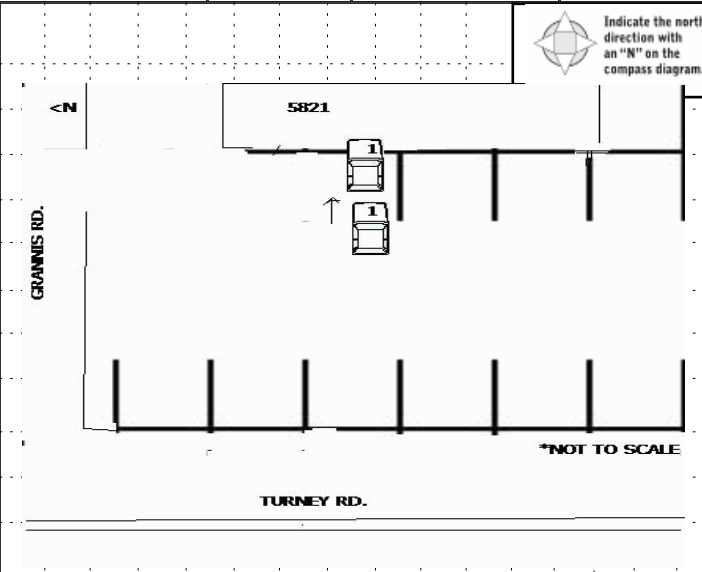 Indicate the north
direction with
an “N” on the
compass diagram.
<N
5821
1
1
GRANNIS RD.
*NOT TO SCALE
TURNEY RD.